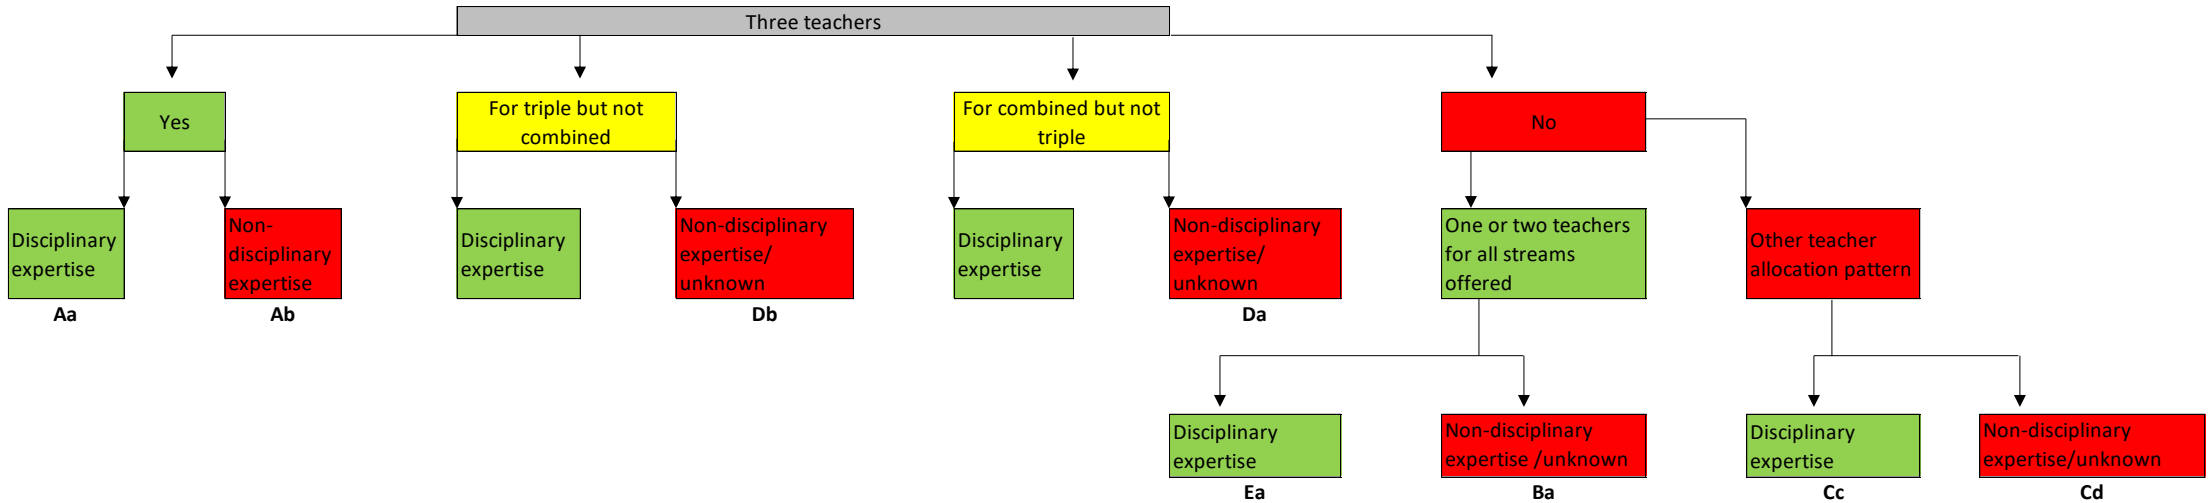 Three teachers
Yes
For triple but not
combined
For combined but not
triple
No
Disciplinary
expertise
Non-
disciplinary
expertise
Disciplinary
expertise
Non-disciplinary
expertise/
unknown
Disciplinary
expertise
Non-disciplinary
expertise/
unknown
One or two teachers
for all streams
offered
Other teacher
allocation pattern
Aa
Ab
Db
Da
Disciplinary
expertise
Non-disciplinary
expertise /unknown
Disciplinary
expertise
Non-disciplinary
expertise/unknown
Ea
Ba
Cc
Cd